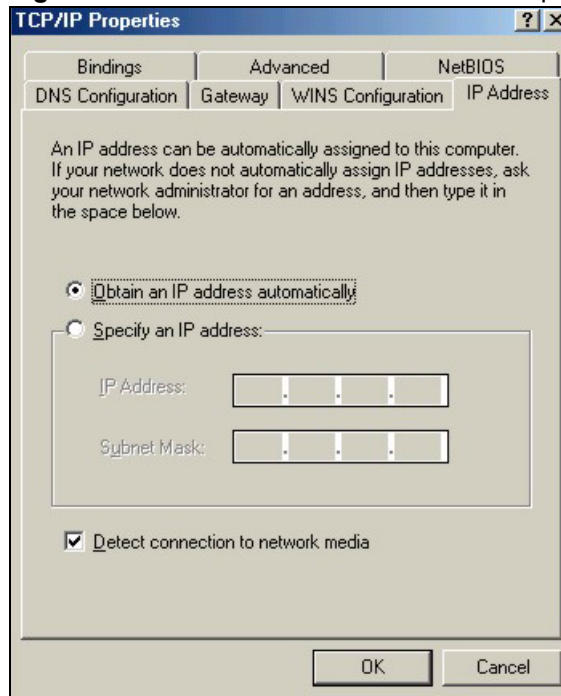 TCP/IP Properties
? X
Bindings Advanced NetBIOS
DNS Configuration Gateway WINS Configuration IP Address
An IP address can be automatically assigned to this computer.
If your network does not automatically assign IP addresses, ask
your network administrator for an address, and then type it in
the space below.
Obtain an IP address automatically
Specify an IP address:
IP Address:
. . .
Subnet Mask:
. . .
Detect connection to network media
OK Cancel